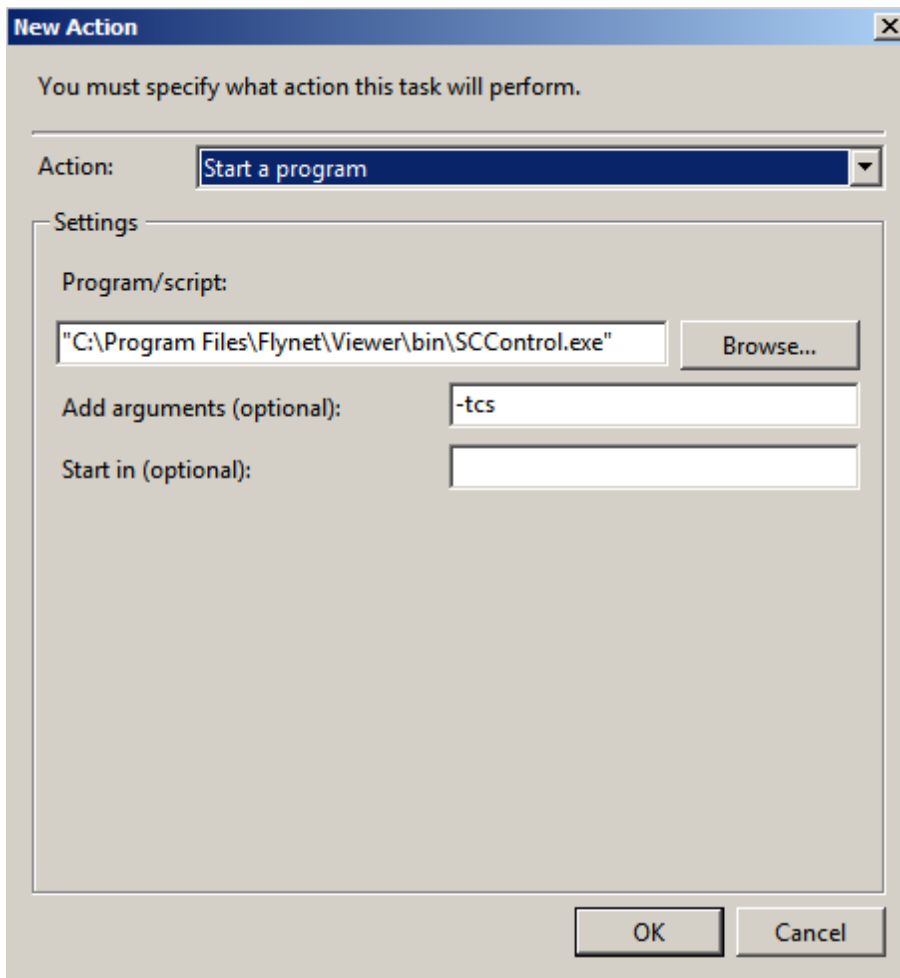 New Action
You must specify what action this task will perform.
Action: Start a program
Settings
Program/script:
"C:\Program Files\Flynet\Viewer\bin\SCControl.exe" Browse...
Add arguments (optional): -tcs
Start in (optional):
OK Cancel